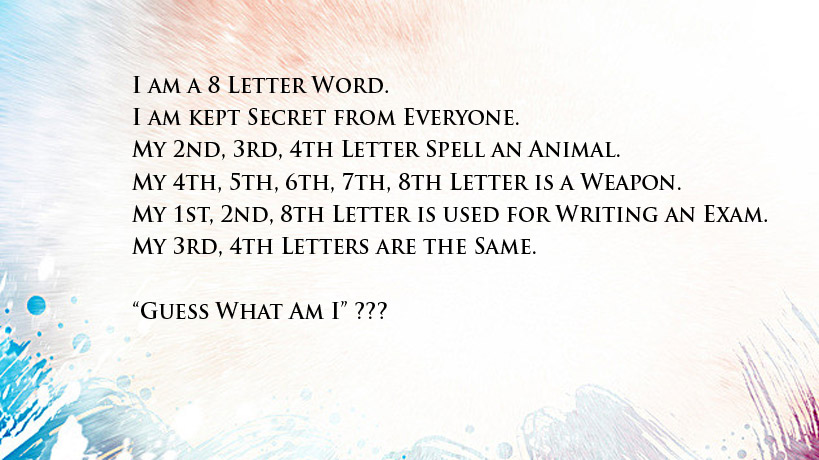 I am a 8 Letter Word.
I am kept Secret from Everyone.
My 2nd, 3rd, 4th Letter Spell an Animal.
My 4th, 5th, 6th, 7th, 8th Letter is a Weapon.
My 1st, 2nd, 8th Letter is used for Writing an Exam.
My 3rd, 4th Letters are the Same.
“Guess What Am I” ???